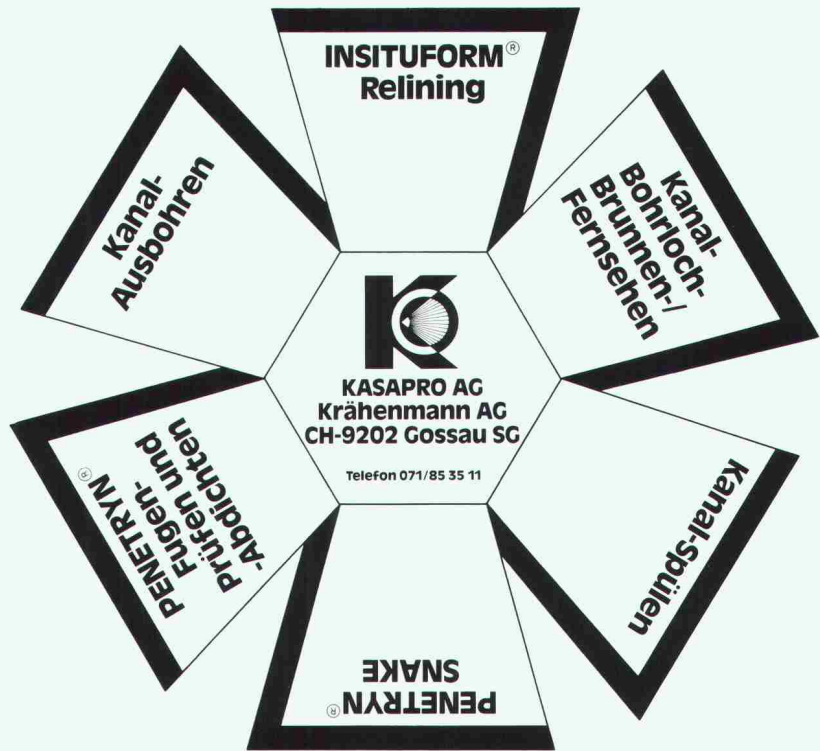 INSITUFORM®
Relining
Kanal-
Bohrloch-
Brunnen-/
Fernsehen
Kanal-Spülen
PENETRYN®
SNAKE
PENETRYN®
Fugen-
Prüfen und
-Abdichten
Kanal-
Ausbohren
K
KASAPRO AG
Krähenmann AG
CH-9202 Gossau SG
Telefon 071/85 35 11